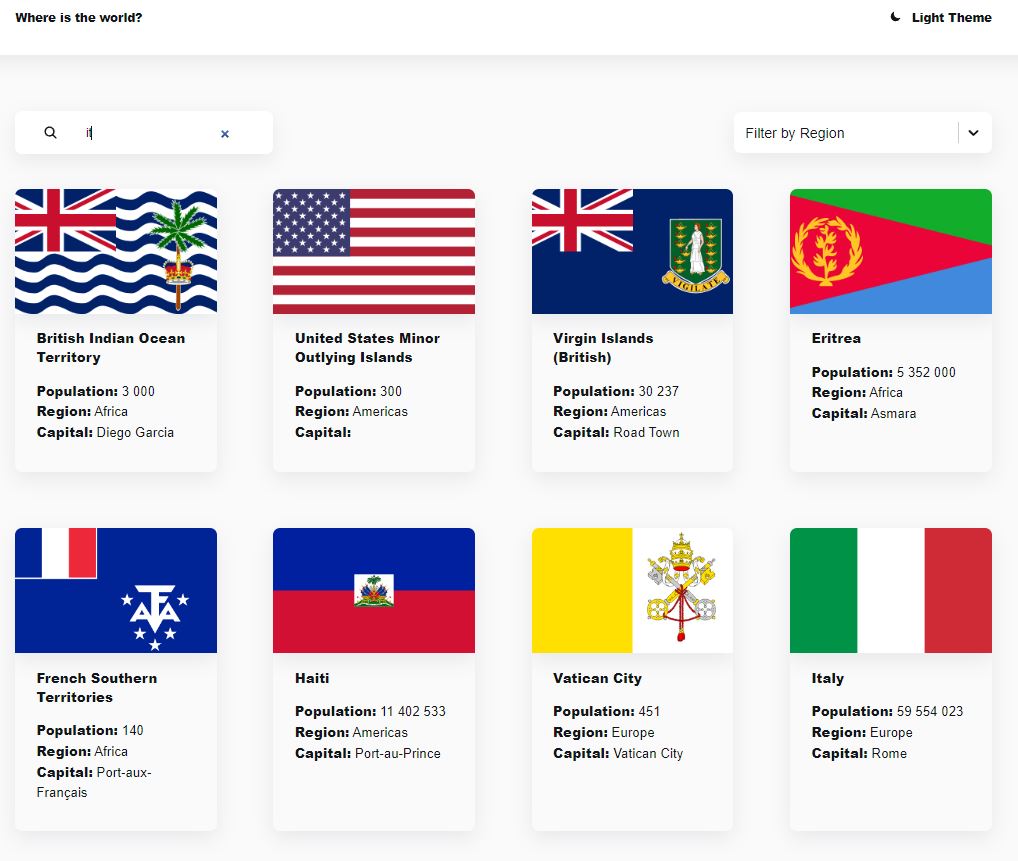 Where is the world?
Light Theme
it
×
Filter by Region
VIGILATE
British Indian Ocean
Territory
Population: 3 000
Region: Africa
Capital: Diego Garcia
United States Minor
Outlying Islands
Population: 300
Region: Americas
Capital:
Virgin Islands
(British)
Population: 30 237
Region: Americas
Capital: Road Town
Eritrea
Population: 5 352 000
Region: Africa
Capital: Asmara
French Southern
Territories
Population: 140
Region: Africa
Capital: Port-aux-
Français
Haiti
Population: 11 402 533
Region: Americas
Capital: Port-au-Prince
Vatican City
Population: 451
Region: Europe
Capital: Vatican City
Italy
Population: 59 554 023
Region: Europe
Capital: Rome